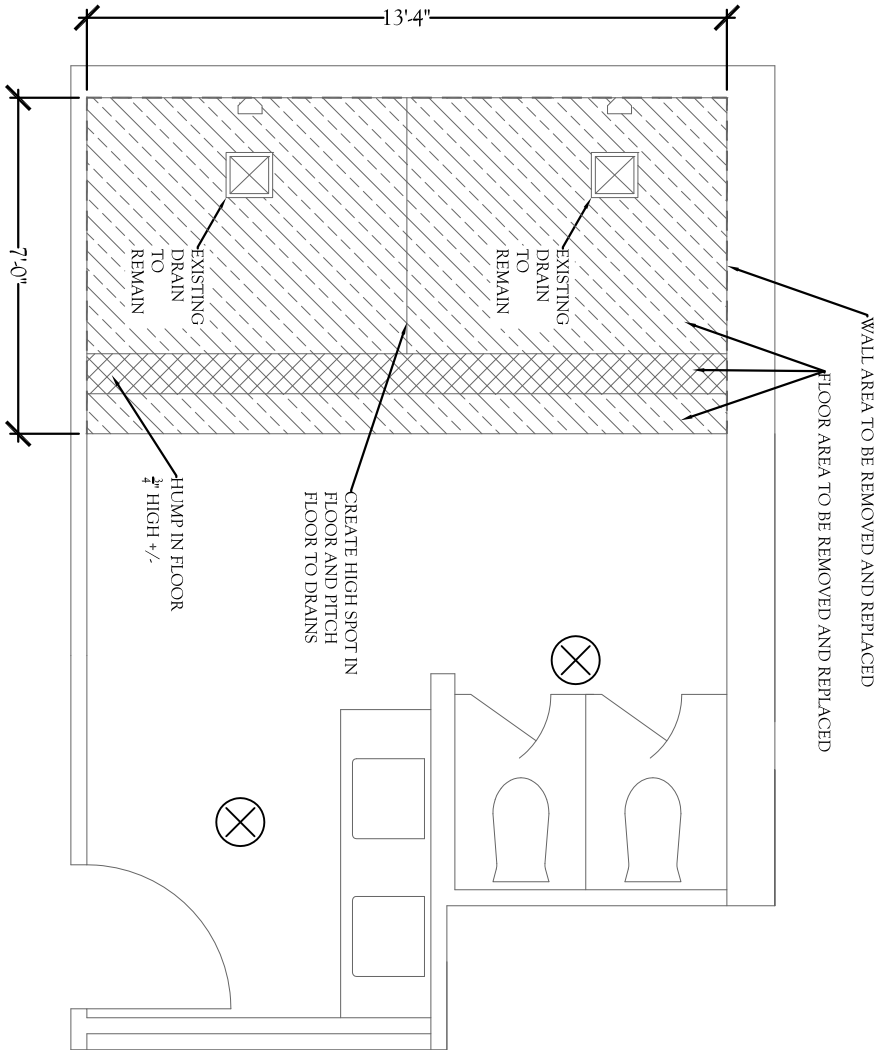 13'-4"
7'-0"
WALL AREA TO BE REMOVED AND REPLACED
FLOOR AREA TO BE REMOVED AND REPLACED
EXISTING
DRAIN
TO
REMAIN
EXISTING
DRAIN
TO
REMAIN
CREATE HIGH SPOT IN
FLOOR AND PITCH
FLOOR TO DRAINS
HUMP IN FLOOR
3/4" HIGH +/-